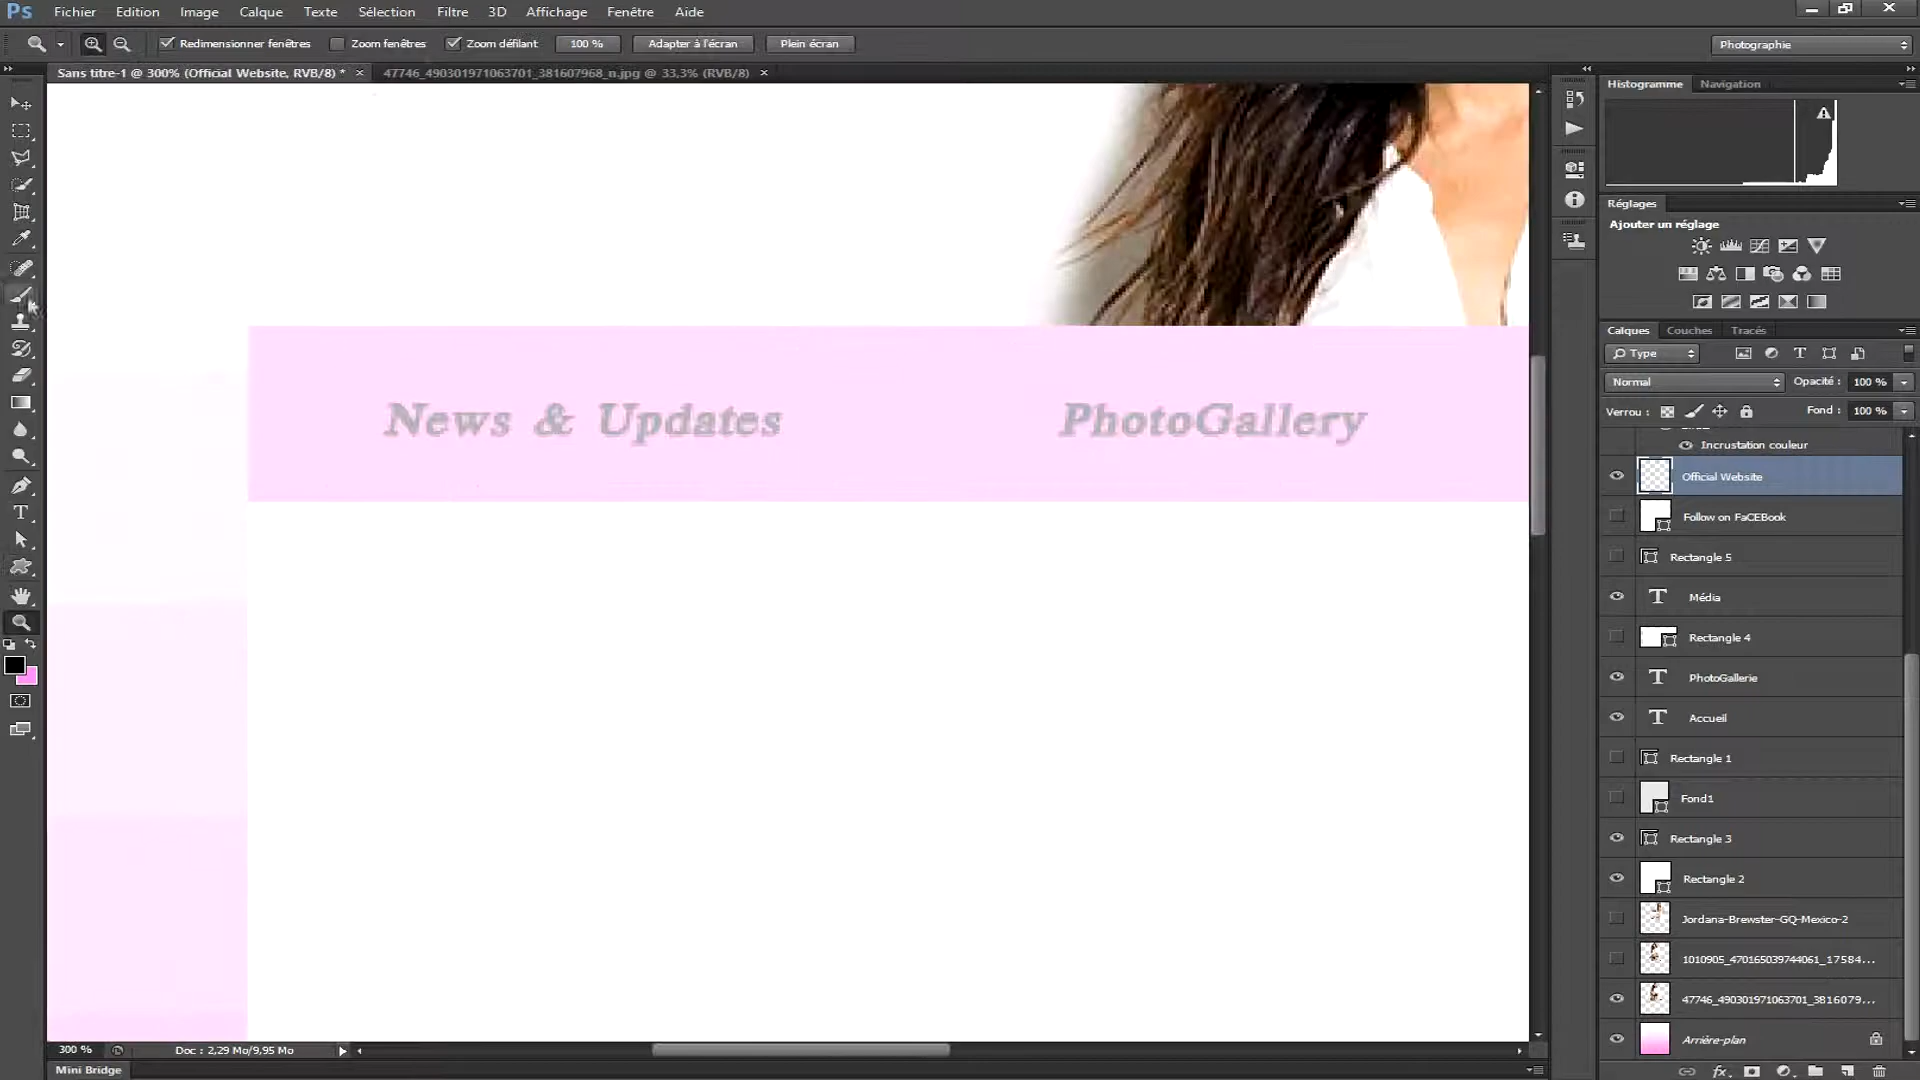 Ps Fichier Edition Image Calque Texte Sélection Filtre 3D Affichage Fenêtre Aide
Redimensionner fenêtres Zoom fenêtres Zoom défilant 100 % Adapter à l'écran Plein écran Photographie
Sans titre-1 @ 300% (Official Website, RVB/8) * × 47746_490301971063701_381607968_n.jpg @ 33,3% (RVB/8) ×
Histogramme Navigation
Réglages
Ajouter un réglage
Calques Couches Tracés
Type
Normal Opacité : 100 %
Verrou : Fond : 100 %
News & Updates PhotoGallery
Incrustation couleur
Official Website
Follow on FaCEBook
Rectangle 5
T Média
Rectangle 4
T PhotoGallerie
T Accueil
Rectangle 1
Fond1
Rectangle 3
Rectangle 2
Jordana-Brewster-GQ-Mexico-2
1010905_470165039744061_17584...
47746_490301971063701_3816079...
Arrière-plan
300 % Doc : 2,29 Mo/9,95 Mo
Mini Bridge
fx